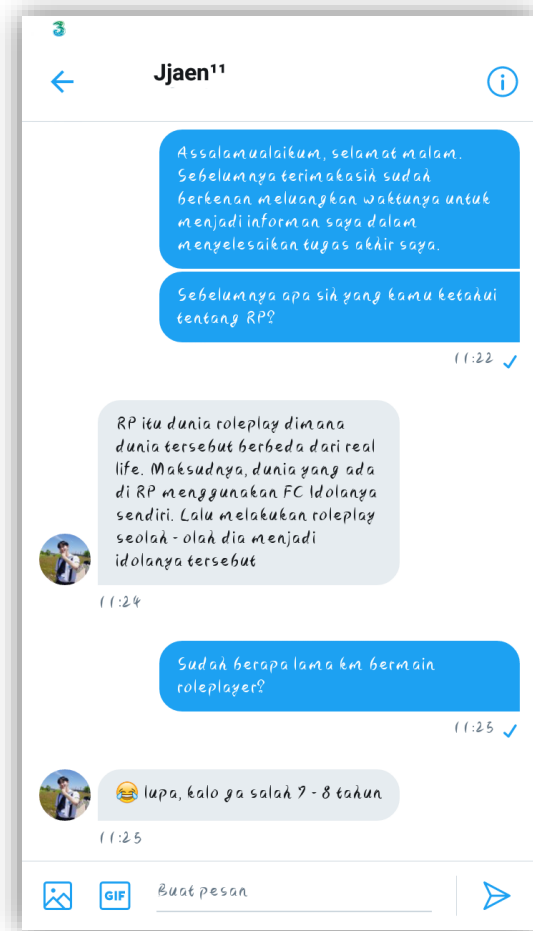 3
Jjaen¹¹
Assalamualaikum, selamat malam.
Sebelumnya terimakasih sudah
berkenan meluangkan waktunya untuk
menjadi informan saya dalam
menyelesaikan tugas akhir saya.
Sebelumnya apa sih yang kamu ketahui
tentang RP?
11:22
RP itu dunia roleplay dimana
dunia tersebut berbeda dari real
life. Maksudnya, dunia yang ada
di RP menggunakan FC Idolanya
sendiri. Lalu melakukan roleplay
seolah - olah dia menjadi
idolanya tersebut
11:24
Sudah berapa lama km bermain
roleplayer?
11:25
😂 lupa, kalo ga salah 7 - 8 tahun
11:25
GIF
Buat pesan